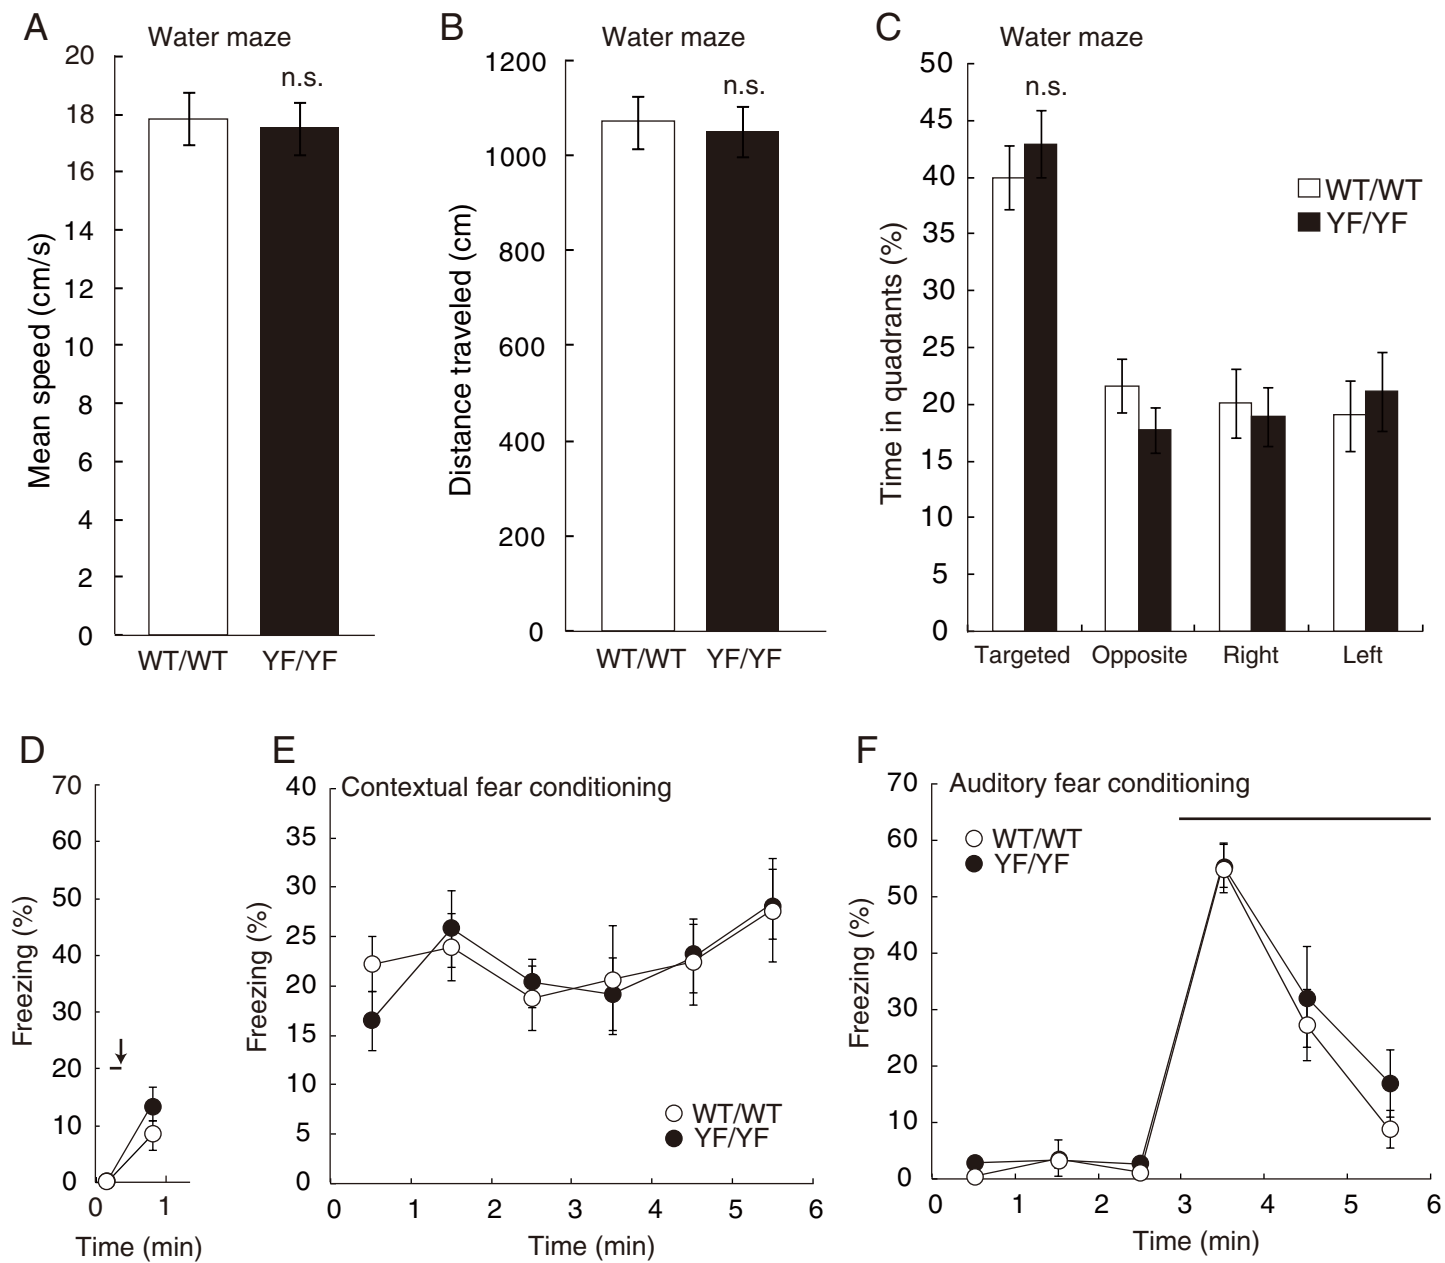 A
Water maze
Mean speed (cm/s)
20
18
16
14
12
10
8
6
4
2
0
n.s.
WT/WT
YF/YF
B
Water maze
Distance traveled (cm)
1200
1000
800
600
400
200
0
n.s.
WT/WT
YF/YF
C
Water maze
Time in quadrants (%)
50
45
40
35
30
25
20
15
10
5
0
n.s.
WT/WT
YF/YF
Targeted
Opposite
Right
Left
D
Freezing (%)
70
60
50
40
30
20
10
0
0 1
Time (min)
E
Contextual fear conditioning
Freezing (%)
40
35
30
25
20
15
10
5
0
WT/WT
YF/YF
0 1 2 3 4 5 6
Time (min)
F
Auditory fear conditioning
Freezing (%)
70
60
50
40
30
20
10
0
WT/WT
YF/YF
0 1 2 3 4 5 6
Time (min)